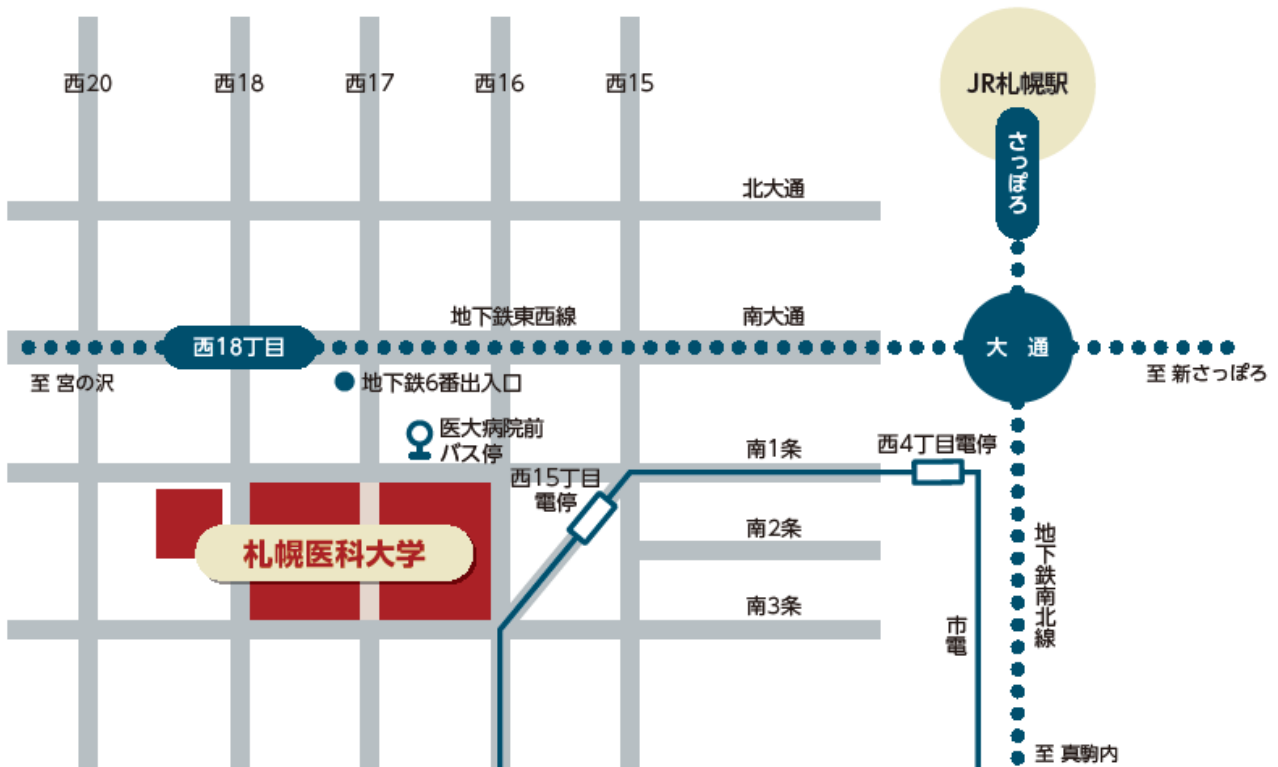 西20
西18
西17
西16
西15
JR札幌駅
さっぽろ
北大通
地下鉄東西線
南大通
西18丁目
大 通
至 宮の沢
地下鉄6番出入口
至 新さっぽろ
医大病院前
バス停
南1条
西4丁目電停
西15丁目
電停
南2条
札幌医科大学
地下鉄南北線
南3条
市電
至 真駒内